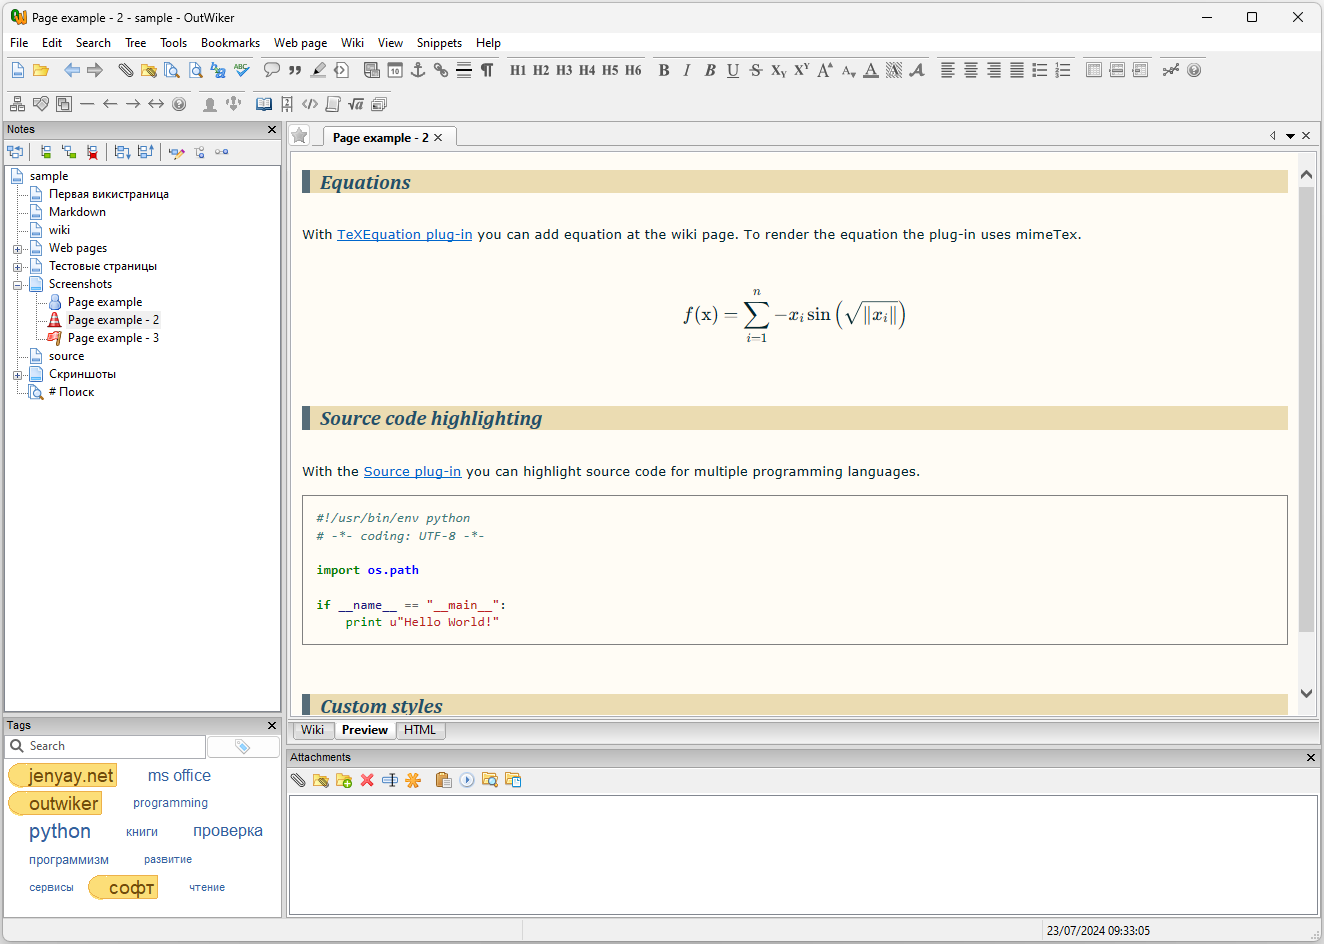 Page example - 2 - sample - OutWiker
File Edit Search Tree Tools Bookmarks Web page Wiki View Snippets Help
H1 H2 H3 H4 H5 H6 B I B U S
Notes
sample
Первая викистраница
Markdown
wiki
Web pages
Тестовые страницы
Screenshots
Page example
Page example - 2
Page example - 3
source
Скриншоты
# Поиск
Tags
Search
jenyay.net ms office
outwiker programming
python книги проверка
программизм развитие
сервисы софт чтение
Page example - 2
Equations
With TeXEquation plug-in you can add equation at the wiki page. To render the equation the plug-in uses mimeTex.
f(x) = ∑_{i=1}^{n} −x_i sin (√‖x_i‖)
Source code highlighting
With the Source plug-in you can highlight source code for multiple programming languages.
#!/usr/bin/env python
# -*- coding: UTF-8 -*-
import os.path
if __name__ == "__main__":
print u"Hello World!"
Custom styles
Wiki Preview HTML
Attachments
23/07/2024 09:33:05